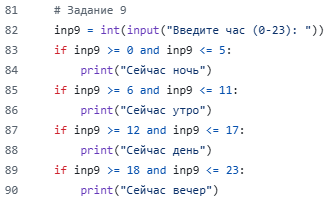 81 # Задание 9
82 inp9 = int(input("Введите час (0-23): "))
83 if inp9 >= 0 and inp9 <= 5:
84 print("Сейчас ночь")
85 if inp9 >= 6 and inp9 <= 11:
86 print("Сейчас утро")
87 if inp9 >= 12 and inp9 <= 17:
88 print("Сейчас день")
89 if inp9 >= 18 and inp9 <= 23:
90 print("Сейчас вечер")